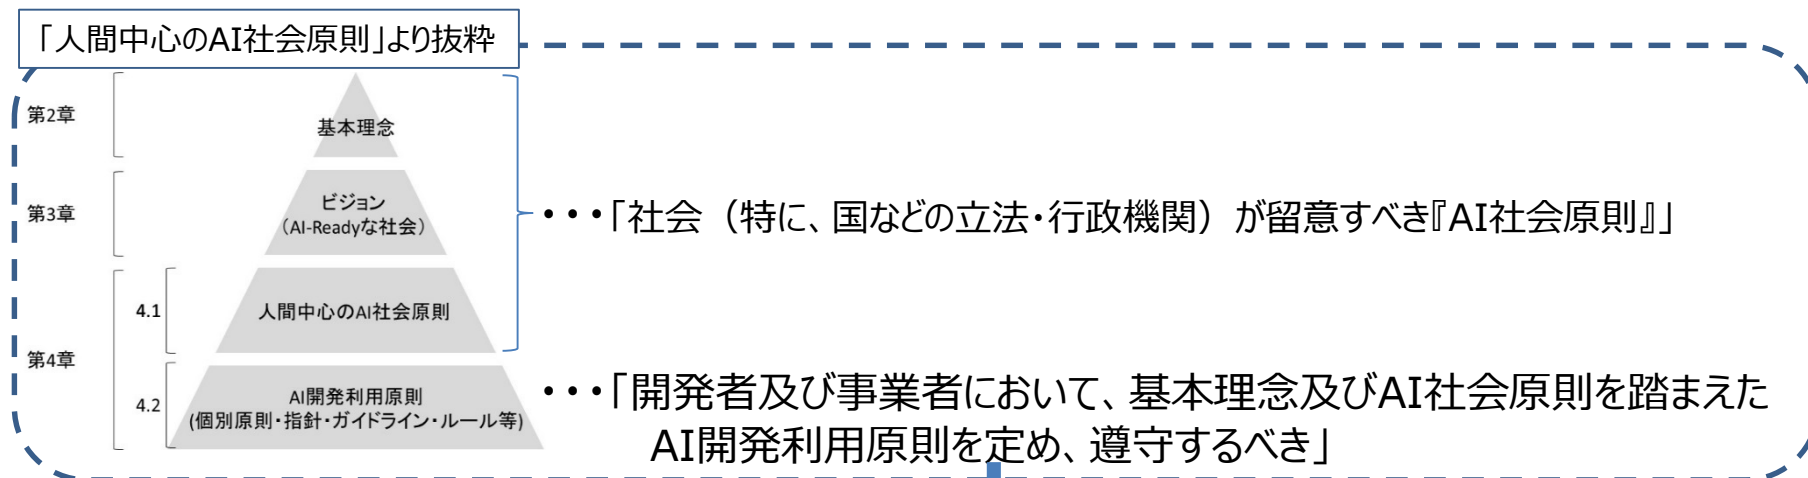 「人間中心のAI社会原則」より抜粋
第2章
基本理念
第3章
ビジョン
（AI-Readyな社会）
・・・「社会（特に、国などの立法・行政機関）が留意すべき『AI社会原則』」
第4章
4.1
人間中心のAI社会原則
4.2
AI開発利用原則
(個別原則・指針・ガイドライン・ルール等)
・・・「開発者及び事業者において、基本理念及びAI社会原則を踏まえた
AI開発利用原則を定め、遵守するべき」